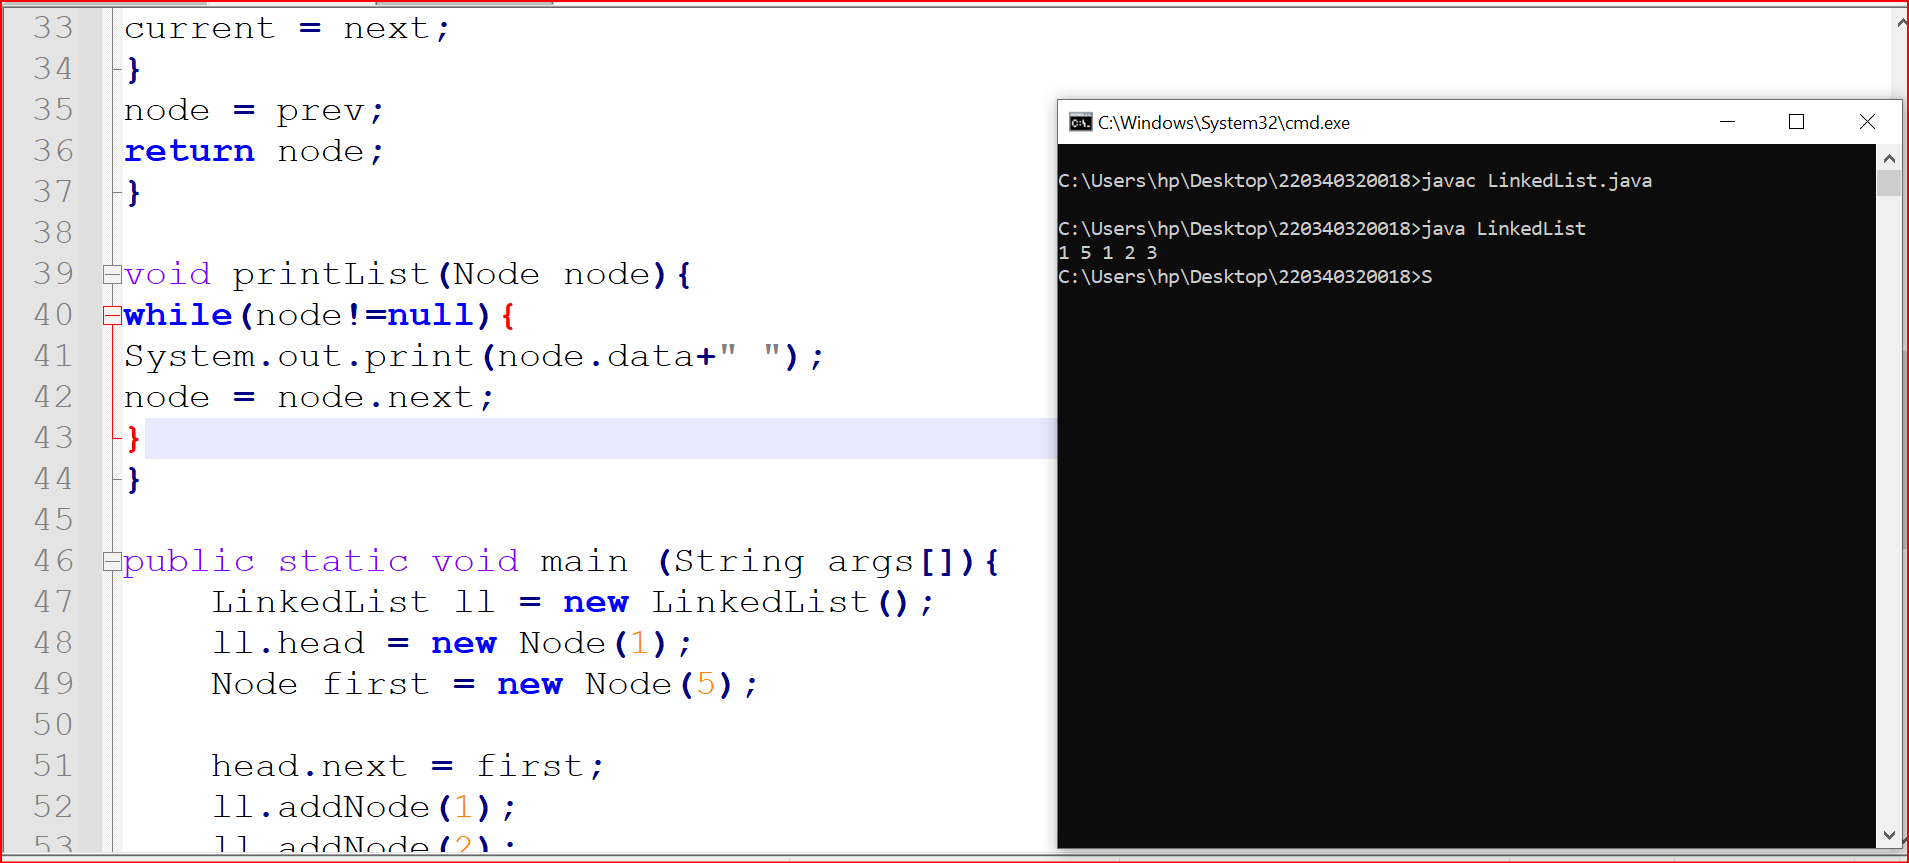 33 current = next;
34 }
35 node = prev;
36 return node;
37 }
38
39 void printList(Node node){
40 while(node!=null){
41 System.out.print(node.data+" ");
42 node = node.next;
43 }
44 }
45
46 public static void main (String args[]){
47 LinkedList ll = new LinkedList();
48 ll.head = new Node(1);
49 Node first = new Node(5);
50
51 head.next = first;
52 ll.addNode(1);
53 ll.addNode(2);
C:\Windows\System32\cmd.exe
C:\Users\hp\Desktop\220340320018>javac LinkedList.java
C:\Users\hp\Desktop\220340320018>java LinkedList
1 5 1 2 3
C:\Users\hp\Desktop\220340320018>S